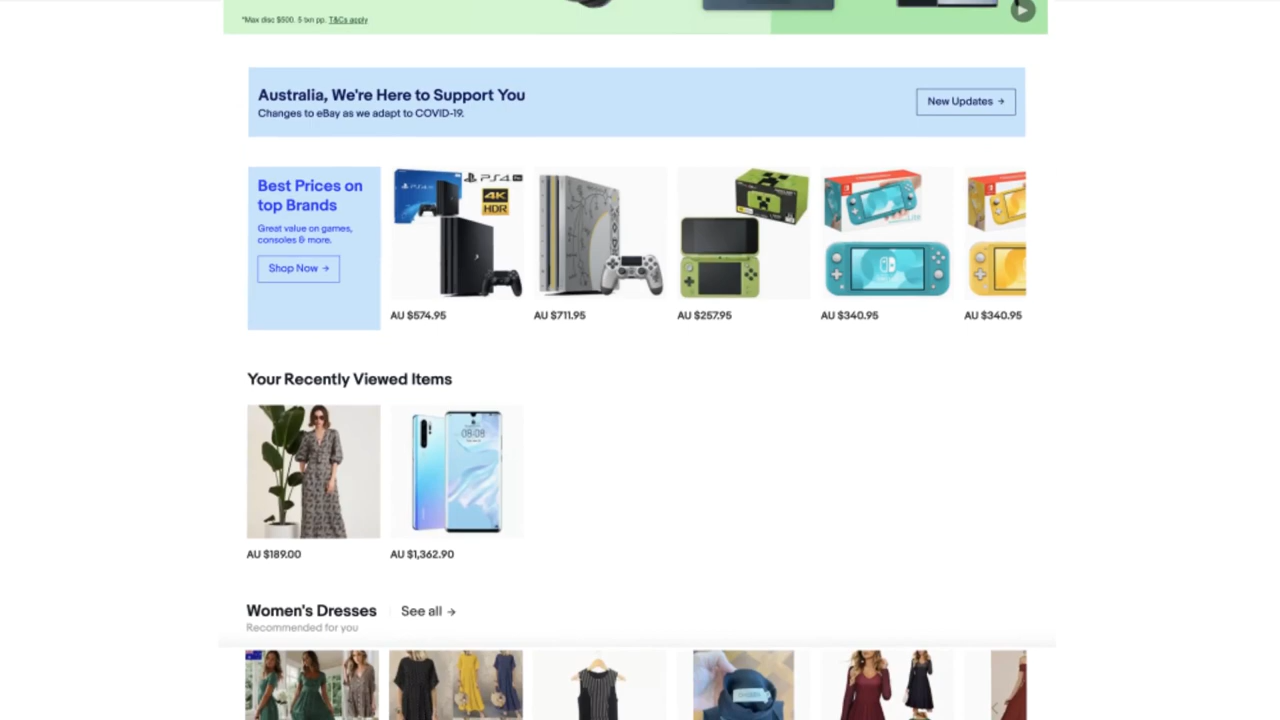 *Max disc $500. 5 txn pp. T&Cs apply
Australia, We're Here to Support You
Changes to eBay as we adapt to COVID-19.
New Updates →
Best Prices on
top Brands
Great value on games,
consoles & more.
Shop Now →
PS4 PRO
4K
HDR
AU $574.95
AU $711.95
AU $257.95
AU $340.95
AU $340.95
Your Recently Viewed Items
08:08
AU $189.00
AU $1,362.90
Women's Dresses
See all →
Recommended for you